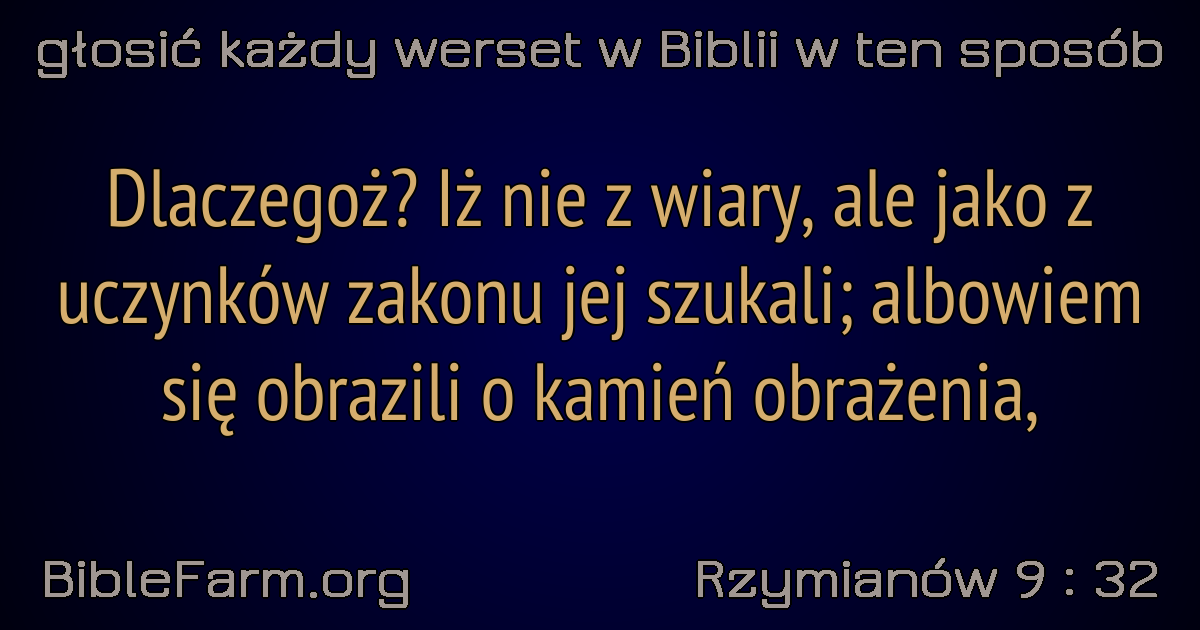 głosić każdy werset w Biblii w ten sposób
Dlaczegoż? Iż nie z wiary, ale jako z
uczynków zakonu jej szukali; albowiem
się obrazili o kamień obrażenia,
BibleFarm.org
Rzymianów 9 : 32